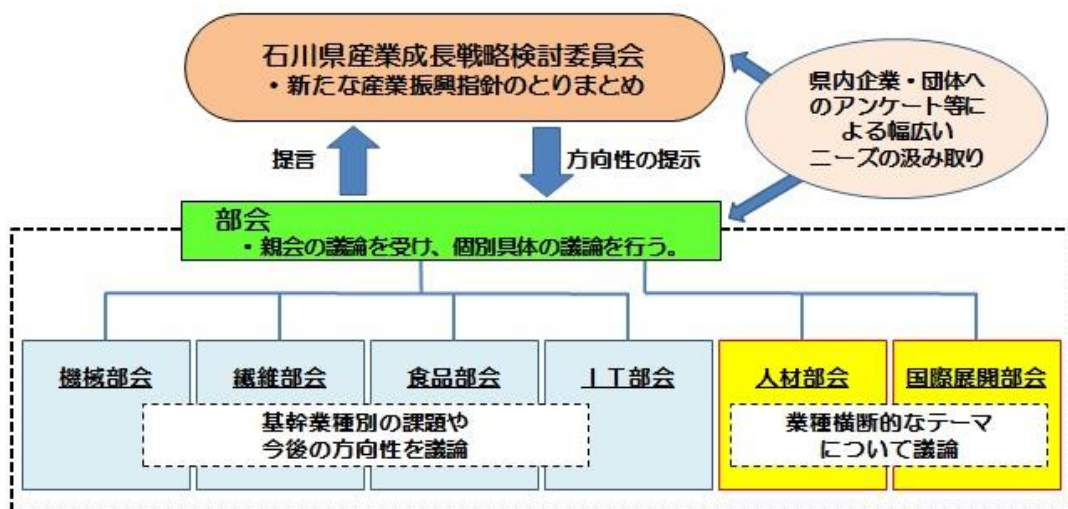 石川県産業成長戦略検討委員会
・新たな産業振興指針のとりまとめ
県内企業・団体へ
のアンケート等に
よる幅広い
ニーズの汲み取り
提言
方向性の提示
部会
・親会の議論を受け、個別具体の議論を行う。
機械部会
繊維部会
食品部会
ＩＴ部会
人材部会
国際展開部会
基幹業種別の課題や
今後の方向性を議論
業種横断的なテーマ
について議論